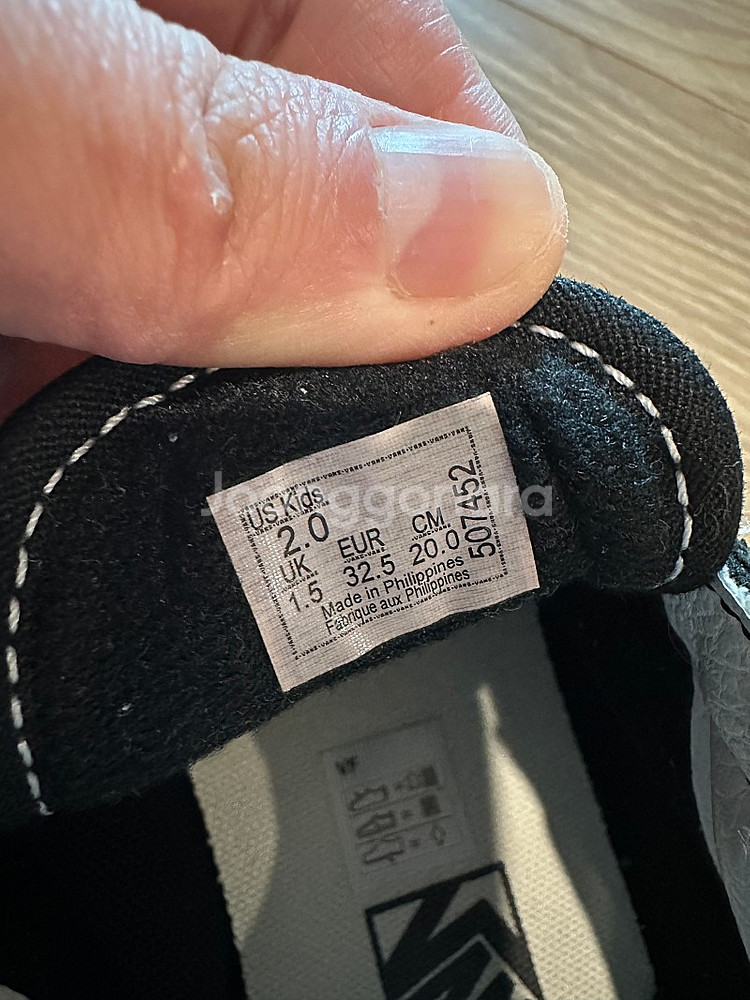 US Kids
2.0
UK EUR CM
1.5 32.5 20.0
Made in Philippines
Fabrique aux Philippines
507452
VF